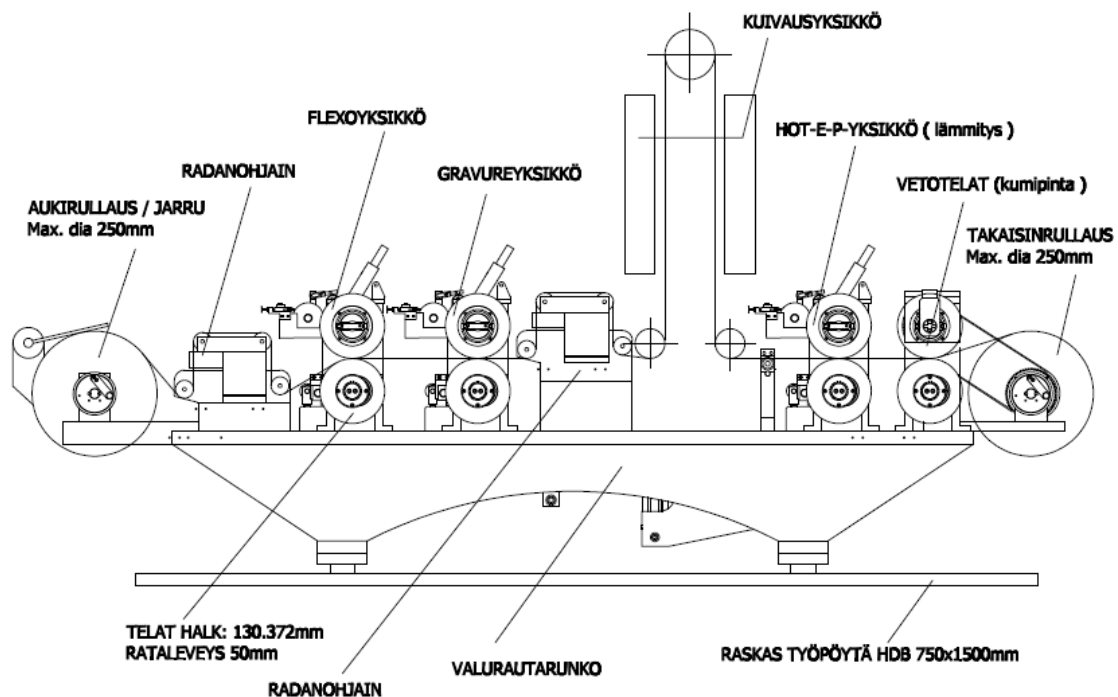 KUIVAUSYKSIKKÖ
FLEXOYKSIKKÖ
HOT-E-P-YKSIKKÖ ( lämmitys )
RADANOHJAIN
GRAVUREYKSIKKÖ
VETOTELAT (kumipinta )
AUKIRULLAUS / JARRU
Max. dia 250mm
TAKAISINRULLAUS
Max. dia 250mm
TELAT HALK: 130.372mm
RATALEVEYS 50mm
VALURAUTARUNKO
RASKAS TYÖPÖYTÄ HDB 750x1500mm
RADANOHJAIN